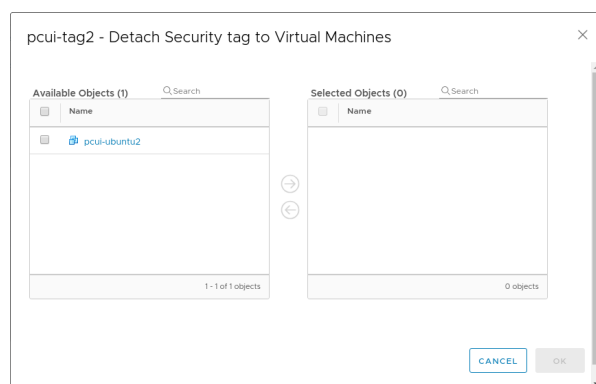 pcui-tag2 - Detach Security tag to Virtual Machines
Available Objects (1) Search
Name
pcui-ubuntu2
1 - 1 of 1 objects
Selected Objects (0) Search
Name
0 objects
CANCEL OK